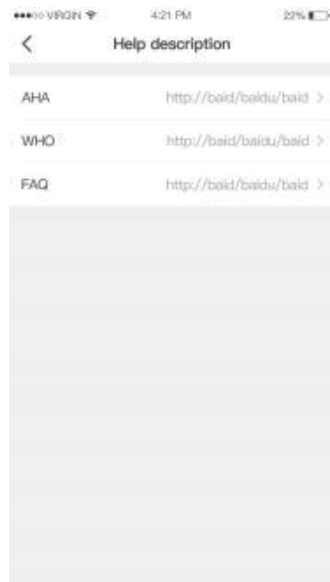 VIRGIN 4:21 PM 22%
Help description
AHA http://baid/baidu/baid
WHO http://baid/baidu/baid
FAQ http://baid/baidu/baid